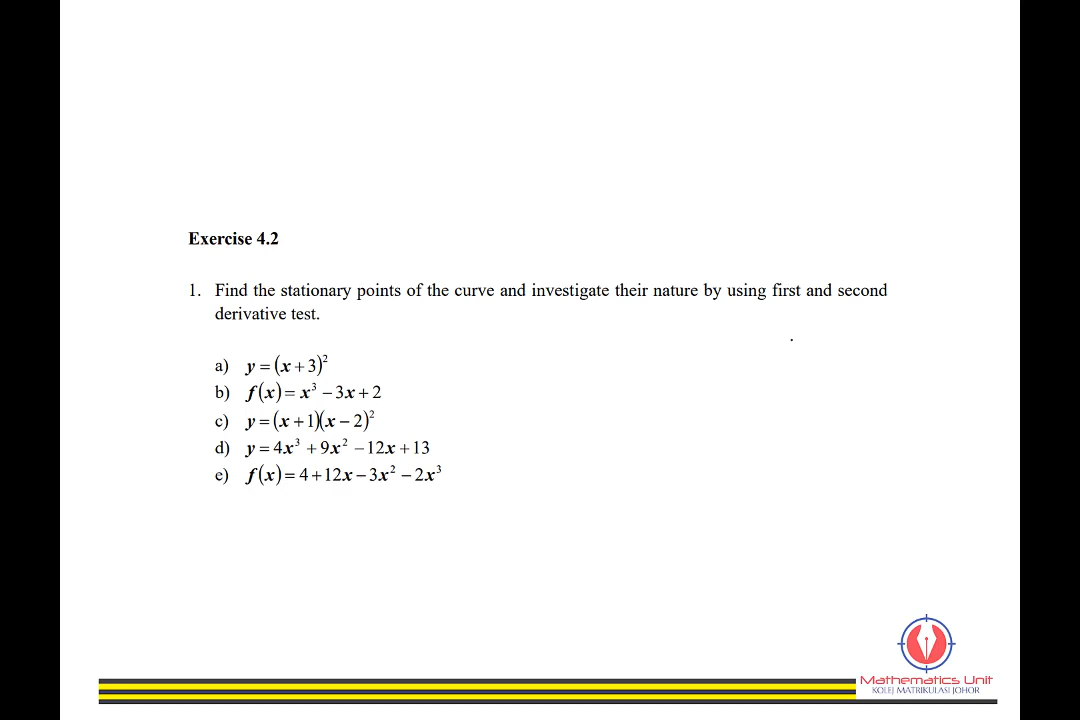 Exercise 4.2
1. Find the stationary points of the curve and investigate their nature by using first and second
derivative test.
a) y = (x + 3)²
b) f(x) = x³ − 3x + 2
c) y = (x + 1)(x − 2)²
d) y = 4x³ + 9x² − 12x + 13
e) f(x) = 4 + 12x − 3x² − 2x³
Mathematics Unit
KOLEJ MATRIKULASI JOHOR